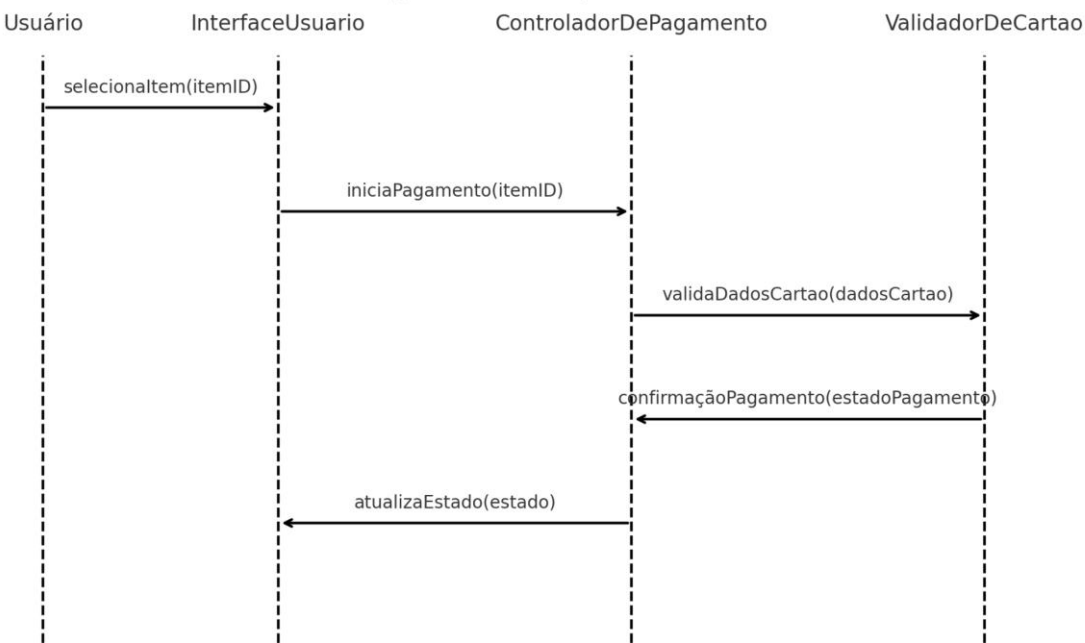 Usuário InterfaceUsuario ControladorDePagamento ValidadorDeCartao
selecionaItem(itemID)
iniciaPagamento(itemID)
validaDadosCartao(dadosCartao)
confirmaçãoPagamento(estadoPagamento)
atualizaEstado(estado)